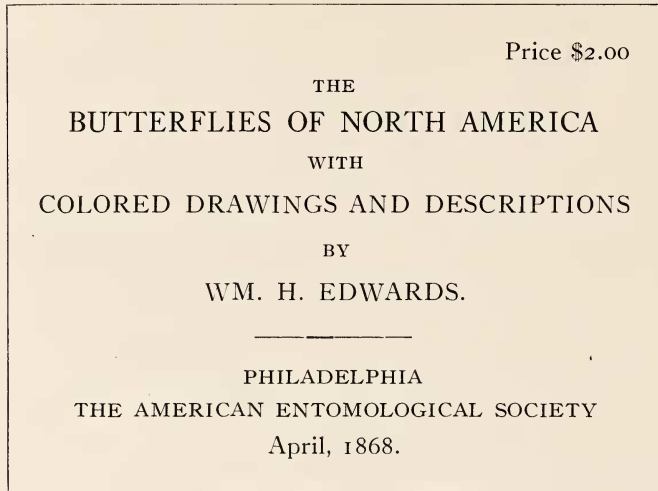 Price $2.00
THE
BUTTERFLIES OF NORTH AMERICA
WITH
COLORED DRAWINGS AND DESCRIPTIONS
BY
WM. H. EDWARDS.
PHILADELPHIA
THE AMERICAN ENTOMOLOGICAL SOCIETY
April, 1868.